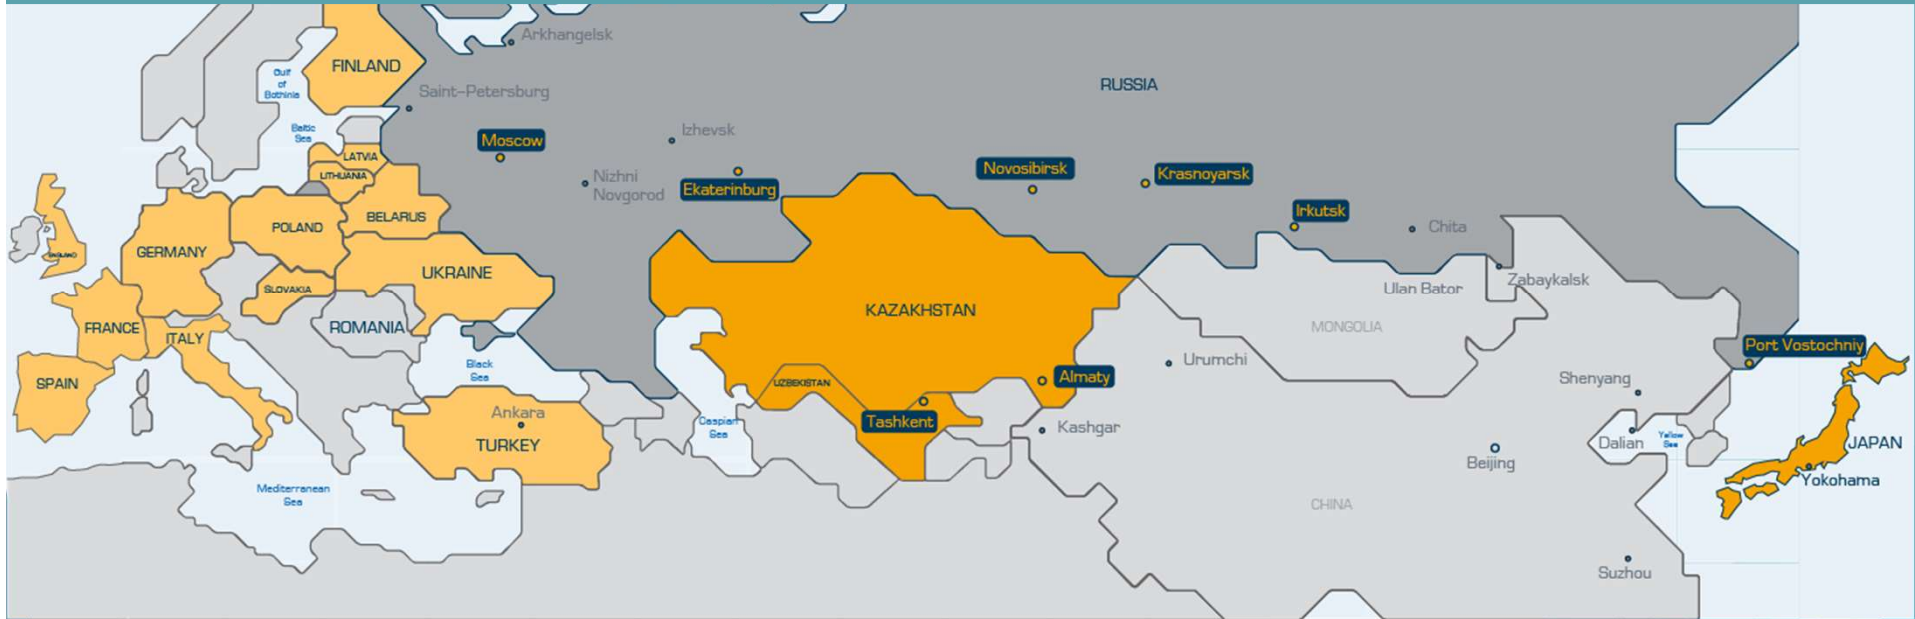 Arkhangelsk
FINLAND
Gulf
of
Bothinia
RUSSIA
Saint-Petersburg
Baltic
Sea
Izhevsk
Moscow
LATVIA
LITHUANIA
Nizhni
Novgorod
Ekaterinburg
Novosibirsk
Krasnoyarsk
Irkutsk
Chita
BELARUS
POLAND
GERMANY
ENGLAND
UKRAINE
SLOVAKIA
Zabaykalsk
Ulan Bator
KAZAKHSTAN
FRANCE
ITALY
ROMANIA
MONGOLIA
Port Vostochniy
Urumchi
Black
Sea
SPAIN
UZBEKISTAN
Almaty
Shenyang
Ankara
TURKEY
Caspian
Sea
Tashkent
Kashgar
Dalian
Yellow
Sea
JAPAN
Beijing
Yokohama
Mediterranean
Sea
CHINA
Suzhou